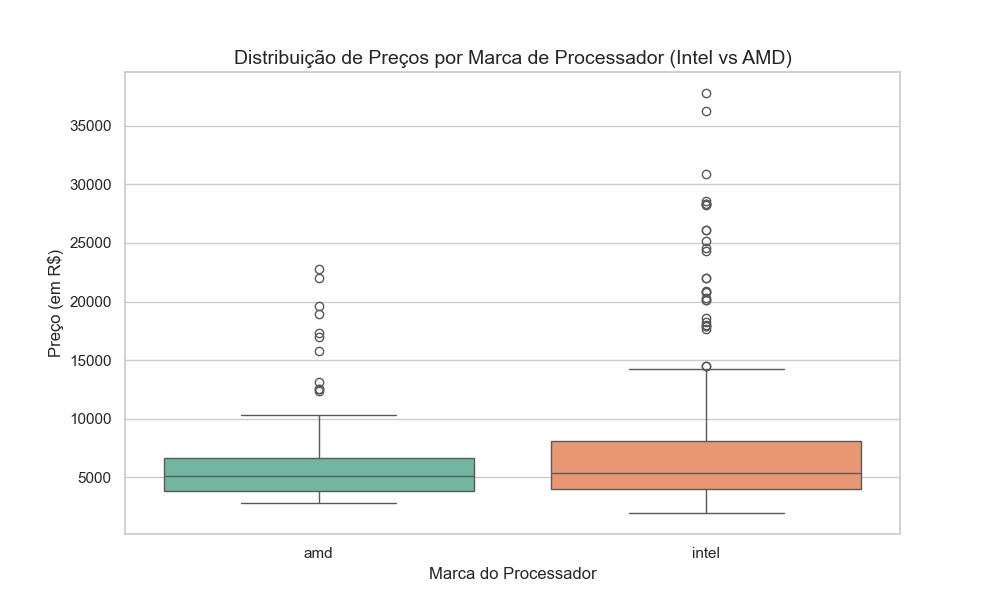 Distribuição de Preços por Marca de Processador (Intel vs AMD)
Preço (em R$)
35000
30000
25000
20000
15000
10000
5000
amd
intel
Marca do Processador